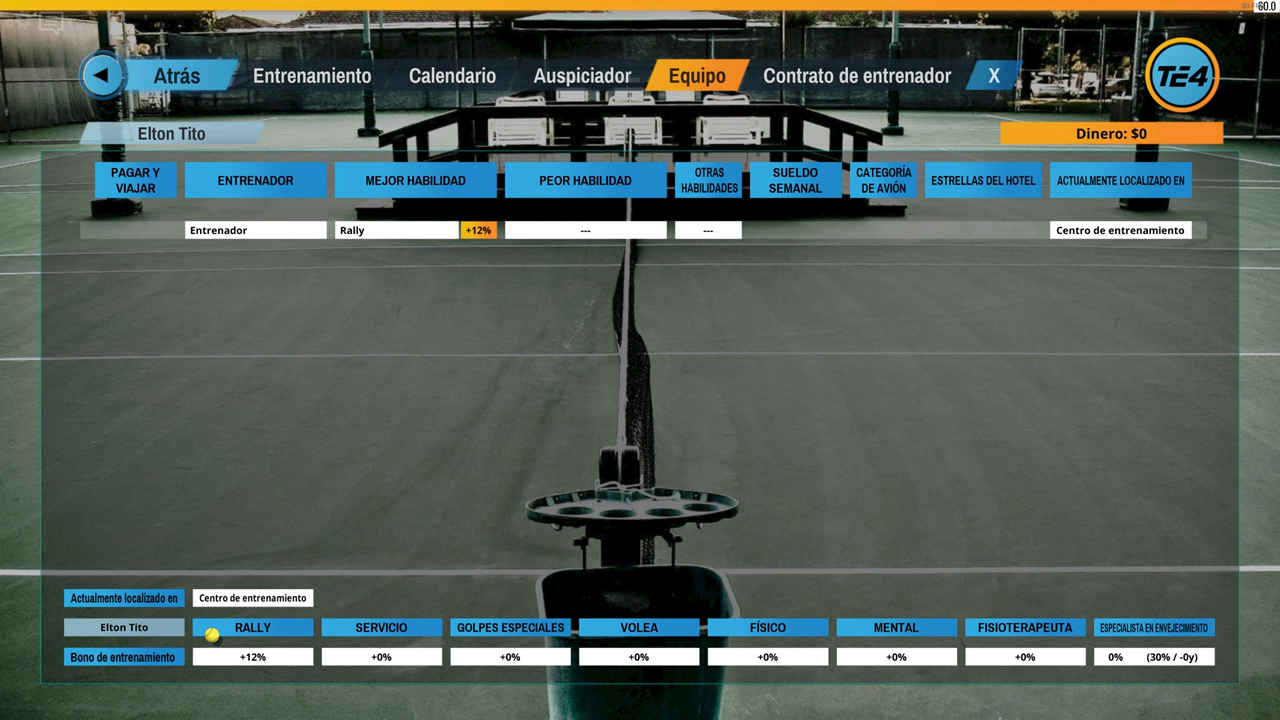 60.0
Atrás
Entrenamiento
Calendario
Auspiciador
Equipo
Contrato de entrenador
X
TE4
Elton Tito
Dinero: $0
PAGAR Y
VIAJAR
ENTRENADOR
MEJOR HABILIDAD
PEOR HABILIDAD
OTRAS
HABILIDADES
SUELDO
SEMANAL
CATEGORÍA
DE AVIÓN
ESTRELLAS DEL HOTEL
ACTUALMENTE LOCALIZADO EN
Entrenador
Rally
+12%
---
---
Centro de entrenamiento
Actualmente localizado en
Centro de entrenamiento
Elton Tito
RALLY
SERVICIO
GOLPES ESPECIALES
VOLEA
FÍSICO
MENTAL
FISIOTERAPEUTA
ESPECIALISTA EN ENVEJECIMIENTO
Bono de entrenamiento
+12%
+0%
+0%
+0%
+0%
+0%
+0%
0% (30% / -0y)